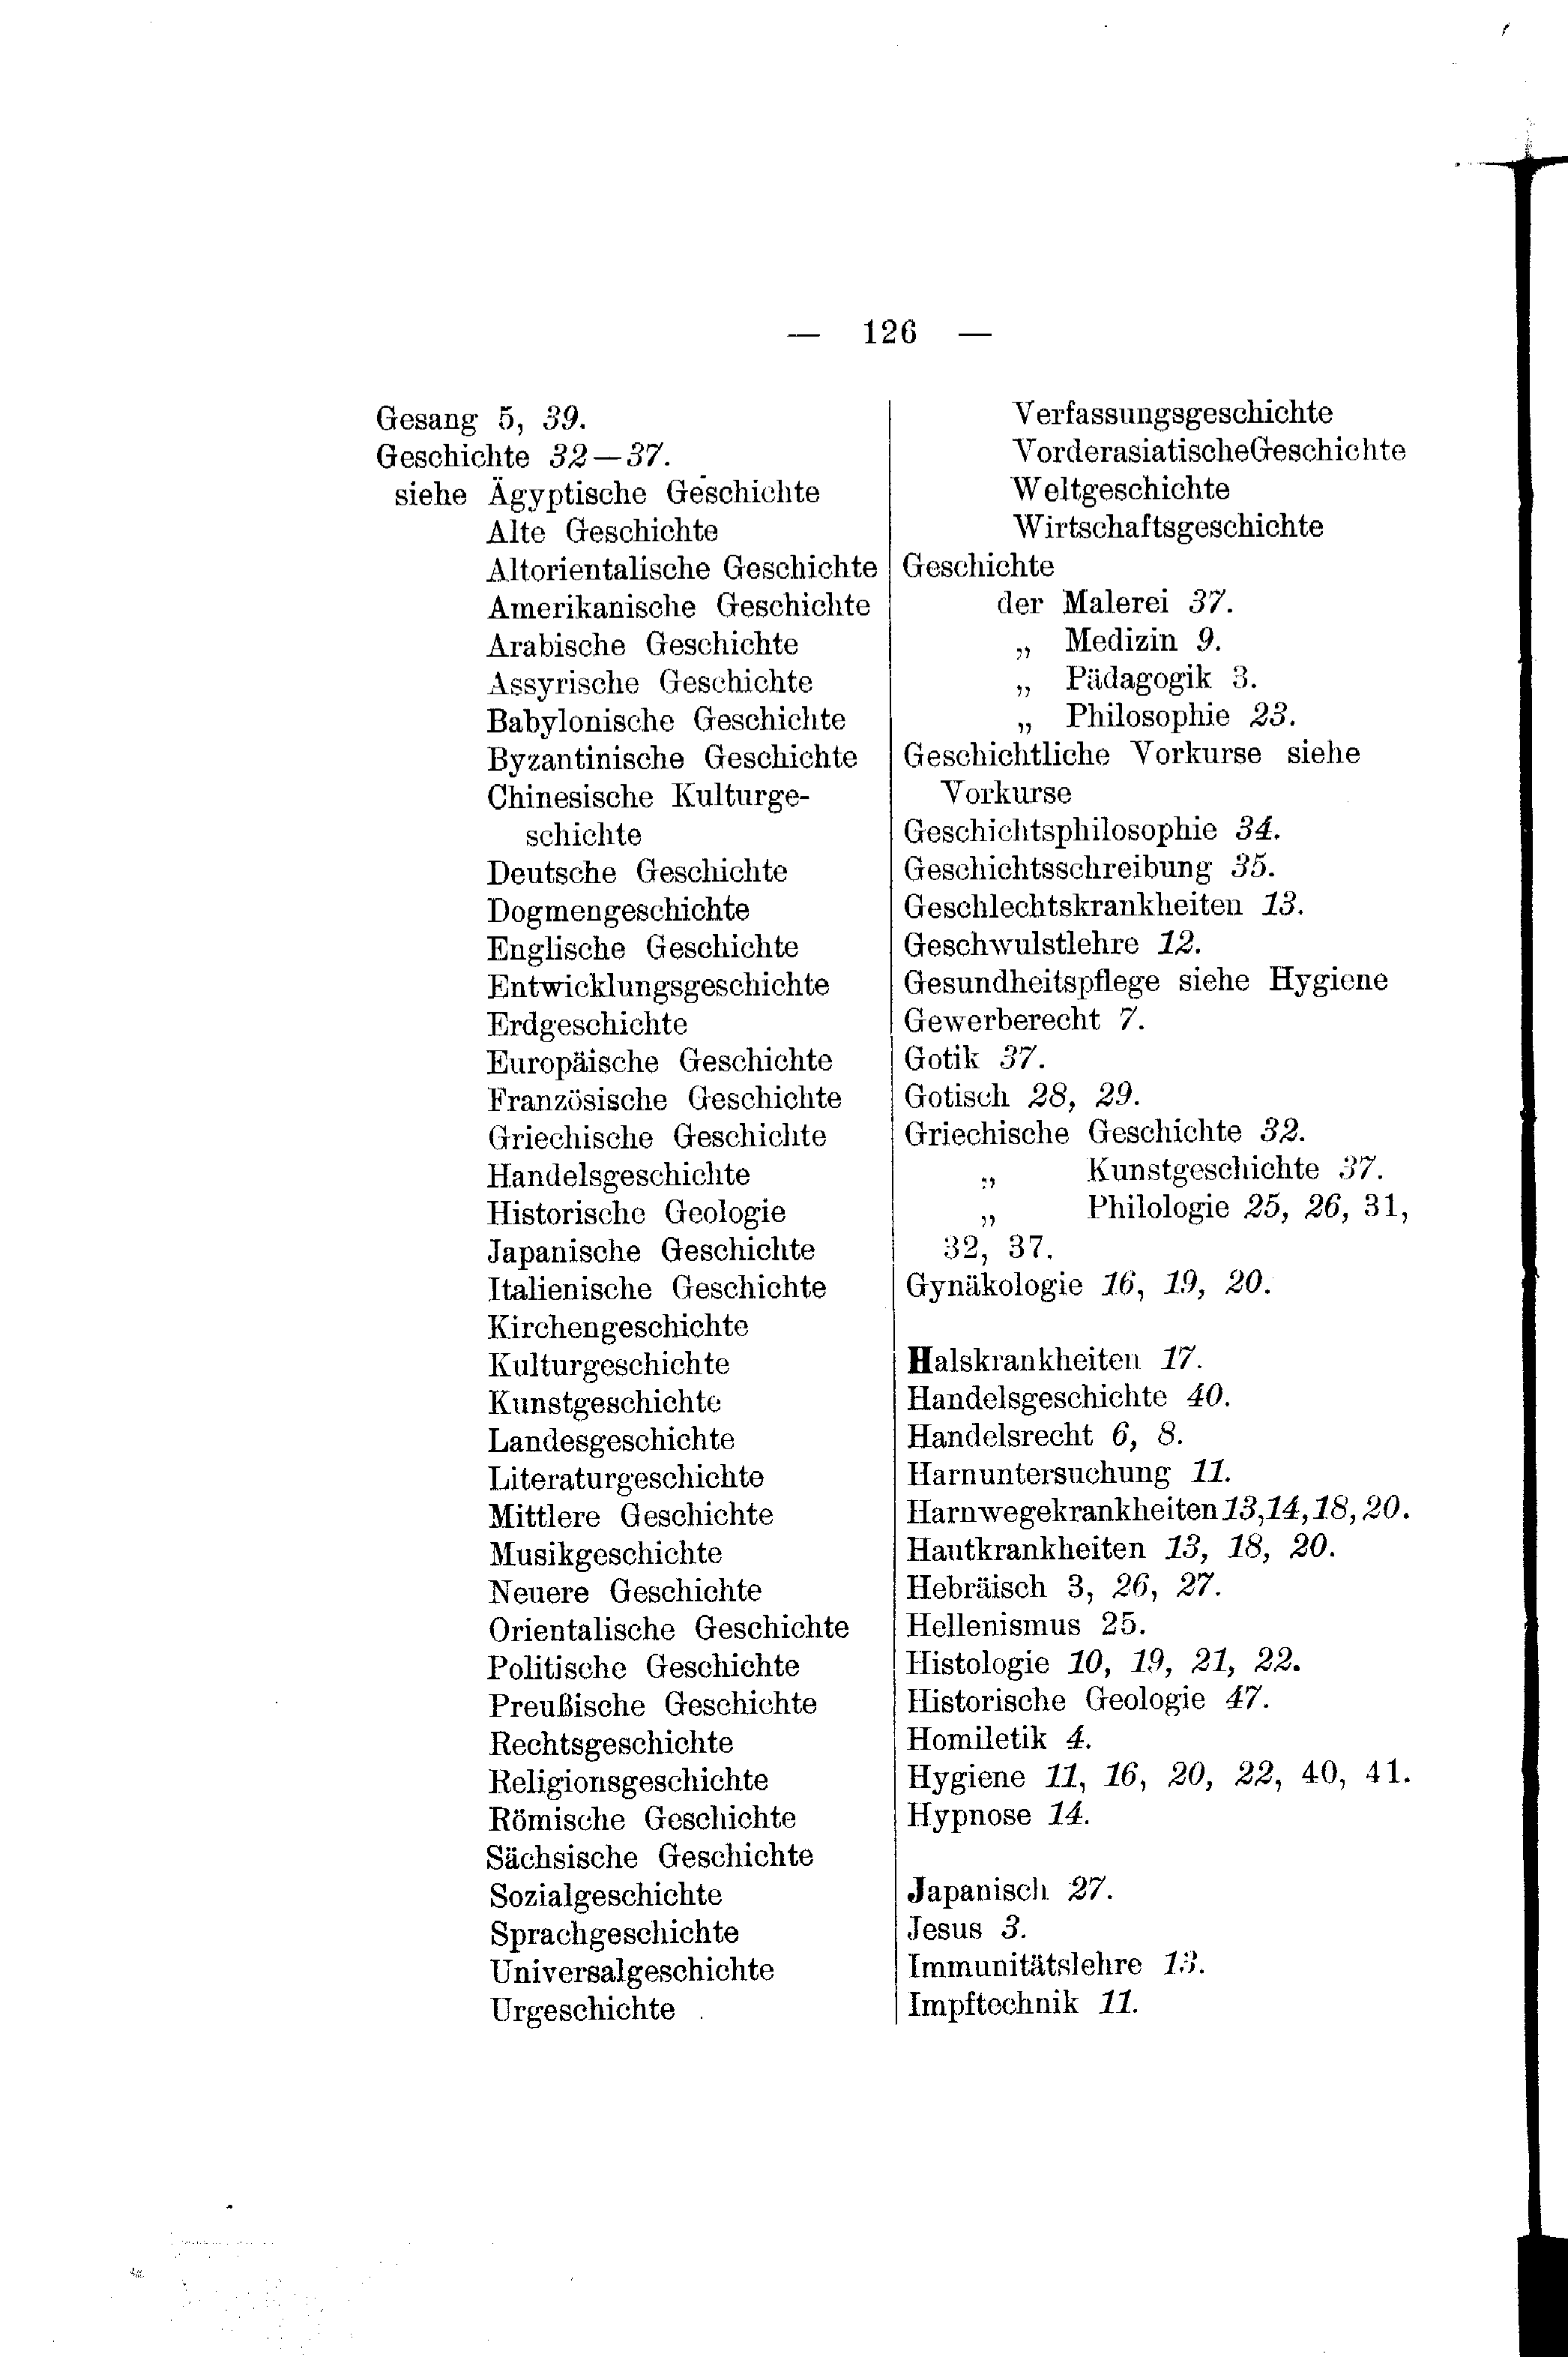 — 126 —
Gesang 5, 39.
Geschichte 32—37.
siehe Ägyptische Geschichte
Alte Geschichte
Altorientalische Geschichte
Amerikanische Geschichte
Arabische Geschichte
Assyrische Geschichte
Babylonische Geschichte
Byzantinische Geschichte
Chinesische Kulturge-
schichte
Deutsche Geschichte
Dogmengeschichte
Englische Geschichte
Entwicklungsgeschichte
Erdgeschichte
Europäische Geschichte
Französische Geschichte
Griechische Geschichte
Handelsgeschichte
Historische Geologie
Japanische Geschichte
Italienische Geschichte
Kirchengeschichte
Kulturgeschichte
Kunstgeschichte
Landesgeschichte
Literaturgeschichte
Mittlere Geschichte
Musikgeschichte
Neuere Geschichte
Orientalische Geschichte
Politische Geschichte
Preußische Geschichte
Rechtsgeschichte
Religionsgeschichte
Römische Geschichte
Sächsische Geschichte
Sozialgeschichte
Sprachgeschichte
Universalgeschichte
Urgeschichte
Verfassungsgeschichte
VorderasiatischeGeschichte
Weltgeschichte
Wirtschaftsgeschichte
Geschichte
der Malerei 37.
„ Medizin 9.
„ Pädagogik 3.
„ Philosophie 23.
Geschichtliche Vorkurse siehe
Vorkurse
Geschichtsphilosophie 34.
Geschichtsschreibung 35.
Geschlechtskrankheiten 13.
Geschwulstlehre 12.
Gesundheitspflege siehe Hygiene
Gewerberecht 7.
Gotik 37.
Gotisch 28, 29.
Griechische Geschichte 32.
„ Kunstgeschichte 37.
„ Philologie 25, 26, 31,
32, 37.
Gynäkologie 16, 19, 20.
Halskrankheiten 17.
Handelsgeschichte 40.
Handelsrecht 6, 8.
Harnuntersuchung 11.
Harnwegekrankheiten 13,14,18,20.
Hautkrankheiten 13, 18, 20.
Hebräisch 3, 26, 27.
Hellenismus 25.
Histologie 10, 19, 21, 22.
Historische Geologie 47.
Homiletik 4.
Hygiene 11, 16, 20, 22, 40, 41.
Hypnose 14.
Japanisch 27.
Jesus 3.
Immunitätslehre 13.
Impftechnik 11.